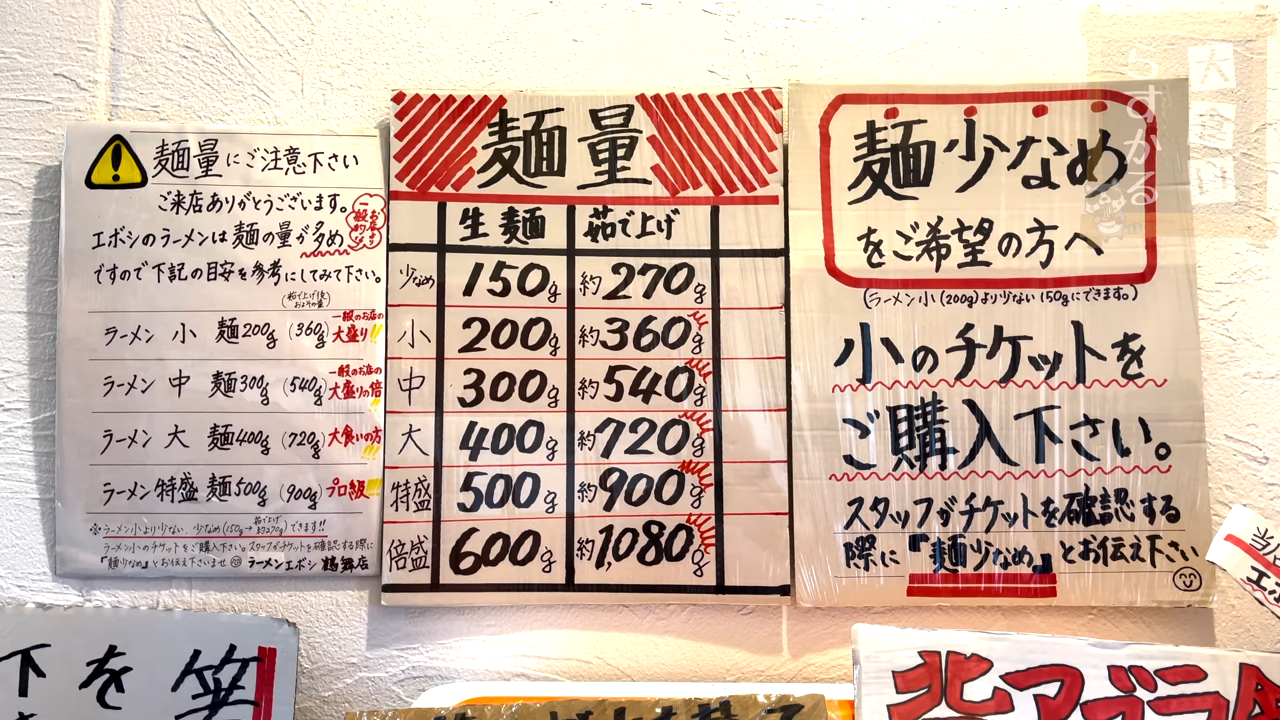 麺量にご注意下さい
ご来店ありがとうございます。
エボシのラーメンは麺の量が多め
一般的なお店より
ですので下記の目安を参考にしてみて下さい。
(茹で上げ後およその量)
ラーメン 小 麺200g (360g) 一般のお店の大盛り!!
ラーメン 中 麺300g (540g) 一般のお店の大盛りの倍!!
ラーメン 大 麺400g (720g) 大食いの方!!!
ラーメン 特盛 麺500g (900g) プロ級!!!
※ラーメン小より少ない、少なめ(150g→茹で上げ約270g)できます!!
ラーメン小のチケットをご購入下さい。スタッフがチケットを確認する際に
『麺少なめ』とお伝え下さいませ ラーメンエボシ 鶴舞店
麺量
生麺 茹で上げ
少なめ 150g 約270g
小 200g 約360g
中 300g 約540g
大 400g 約720g
特盛 500g 約900g
倍盛 600g 約1,080g
麺少なめ
をご希望の方へ
(ラーメン小(200g)より少ない150gにできます。)
小のチケットを
ご購入下さい。
スタッフがチケットを確認する
際に『麺少なめ』とお伝え下さい
らすかる
下を